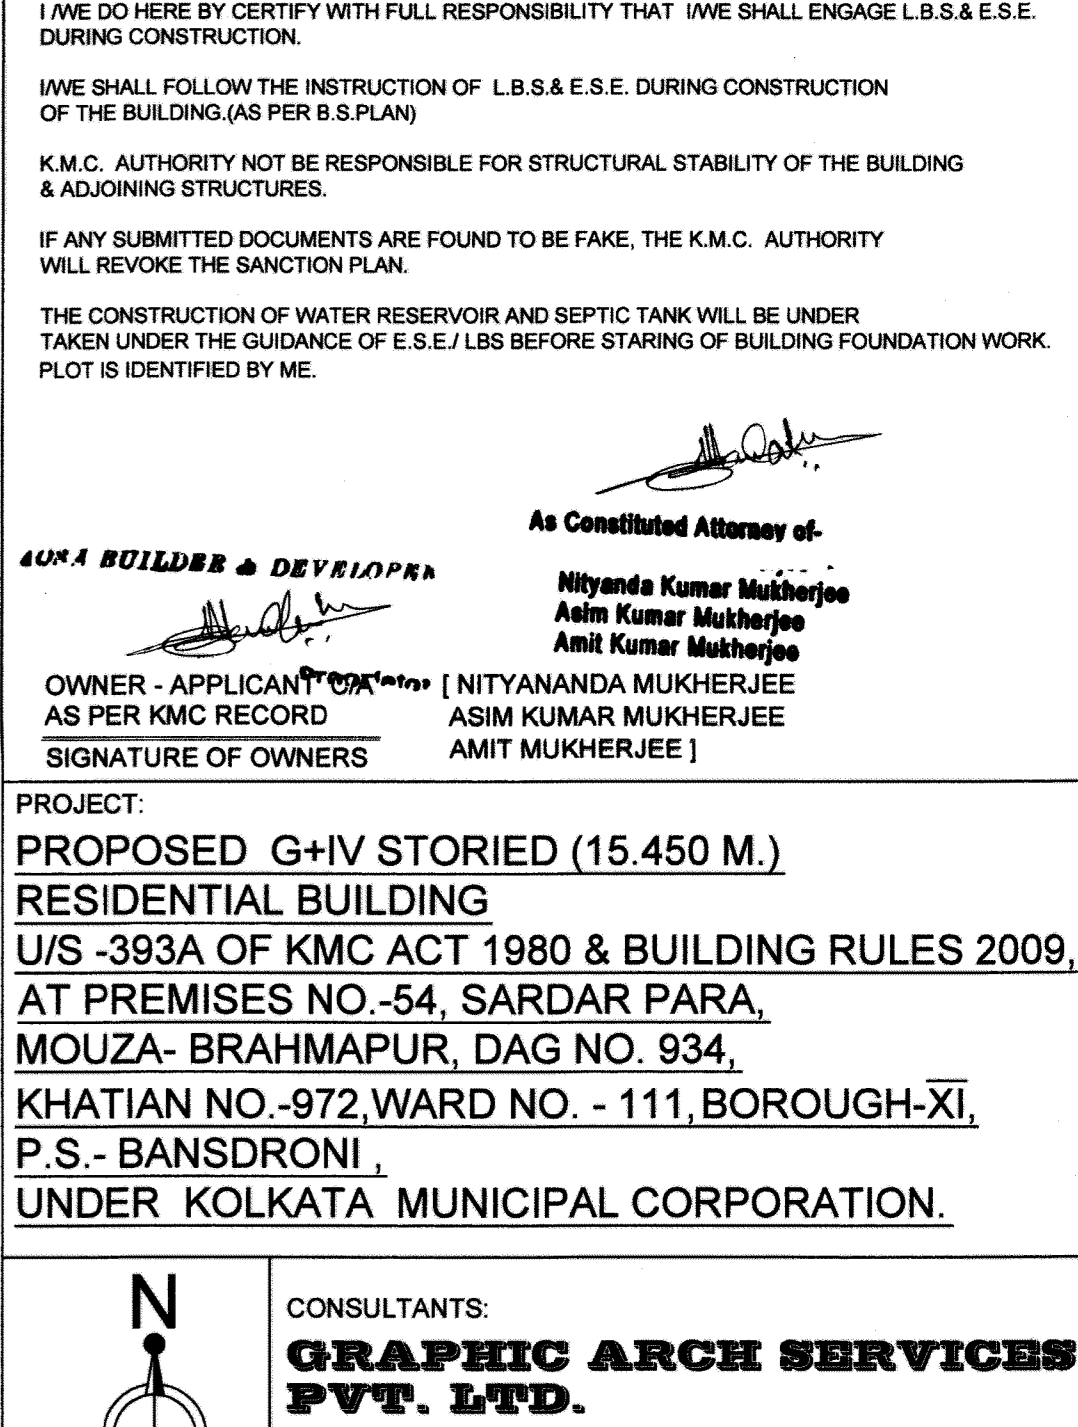 I /WE DO HERE BY CERTIFY WITH FULL RESPONSIBILITY THAT I/WE SHALL ENGAGE L.B.S.& E.S.E.
DURING CONSTRUCTION.
I/WE SHALL FOLLOW THE INSTRUCTION OF L.B.S.& E.S.E. DURING CONSTRUCTION
OF THE BUILDING.(AS PER B.S.PLAN)
K.M.C. AUTHORITY NOT BE RESPONSIBLE FOR STRUCTURAL STABILITY OF THE BUILDING
& ADJOINING STRUCTURES.
IF ANY SUBMITTED DOCUMENTS ARE FOUND TO BE FAKE, THE K.M.C. AUTHORITY
WILL REVOKE THE SANCTION PLAN.
THE CONSTRUCTION OF WATER RESERVOIR AND SEPTIC TANK WILL BE UNDER
TAKEN UNDER THE GUIDANCE OF E.S.E./ LBS BEFORE STARING OF BUILDING FOUNDATION WORK.
PLOT IS IDENTIFIED BY ME.
As Constituted Attorney of-
BUILDER & DEVELOPER
Nityanda Kumar Mukherjee
Asim Kumar Mukherjee
Amit Kumar Mukherjee
OWNER - APPLICANT Proprietor [ NITYANANDA MUKHERJEE
AS PER KMC RECORD ASIM KUMAR MUKHERJEE
SIGNATURE OF OWNERS AMIT MUKHERJEE ]
PROJECT:
PROPOSED G+IV STORIED (15.450 M.)
RESIDENTIAL BUILDING
U/S -393A OF KMC ACT 1980 & BUILDING RULES 2009,
AT PREMISES NO.-54, SARDAR PARA,
MOUZA- BRAHMAPUR, DAG NO. 934,
KHATIAN NO.-972,WARD NO. - 111, BOROUGH-XI,
P.S.- BANSDRONI ,
UNDER KOLKATA MUNICIPAL CORPORATION.
N
CONSULTANTS:
GRAPHIC ARCH SERVICES
PVT. LTD.